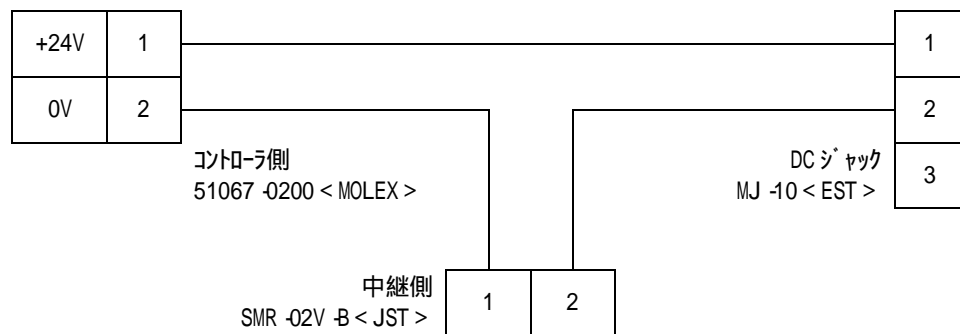 +24V 1
0V 2
コントローラ側
51067 -0200 < MOLEX >
1
2
3
DC ジャック
MJ -10 < EST >
中継側
SMR -02V -B < JST >
1 2